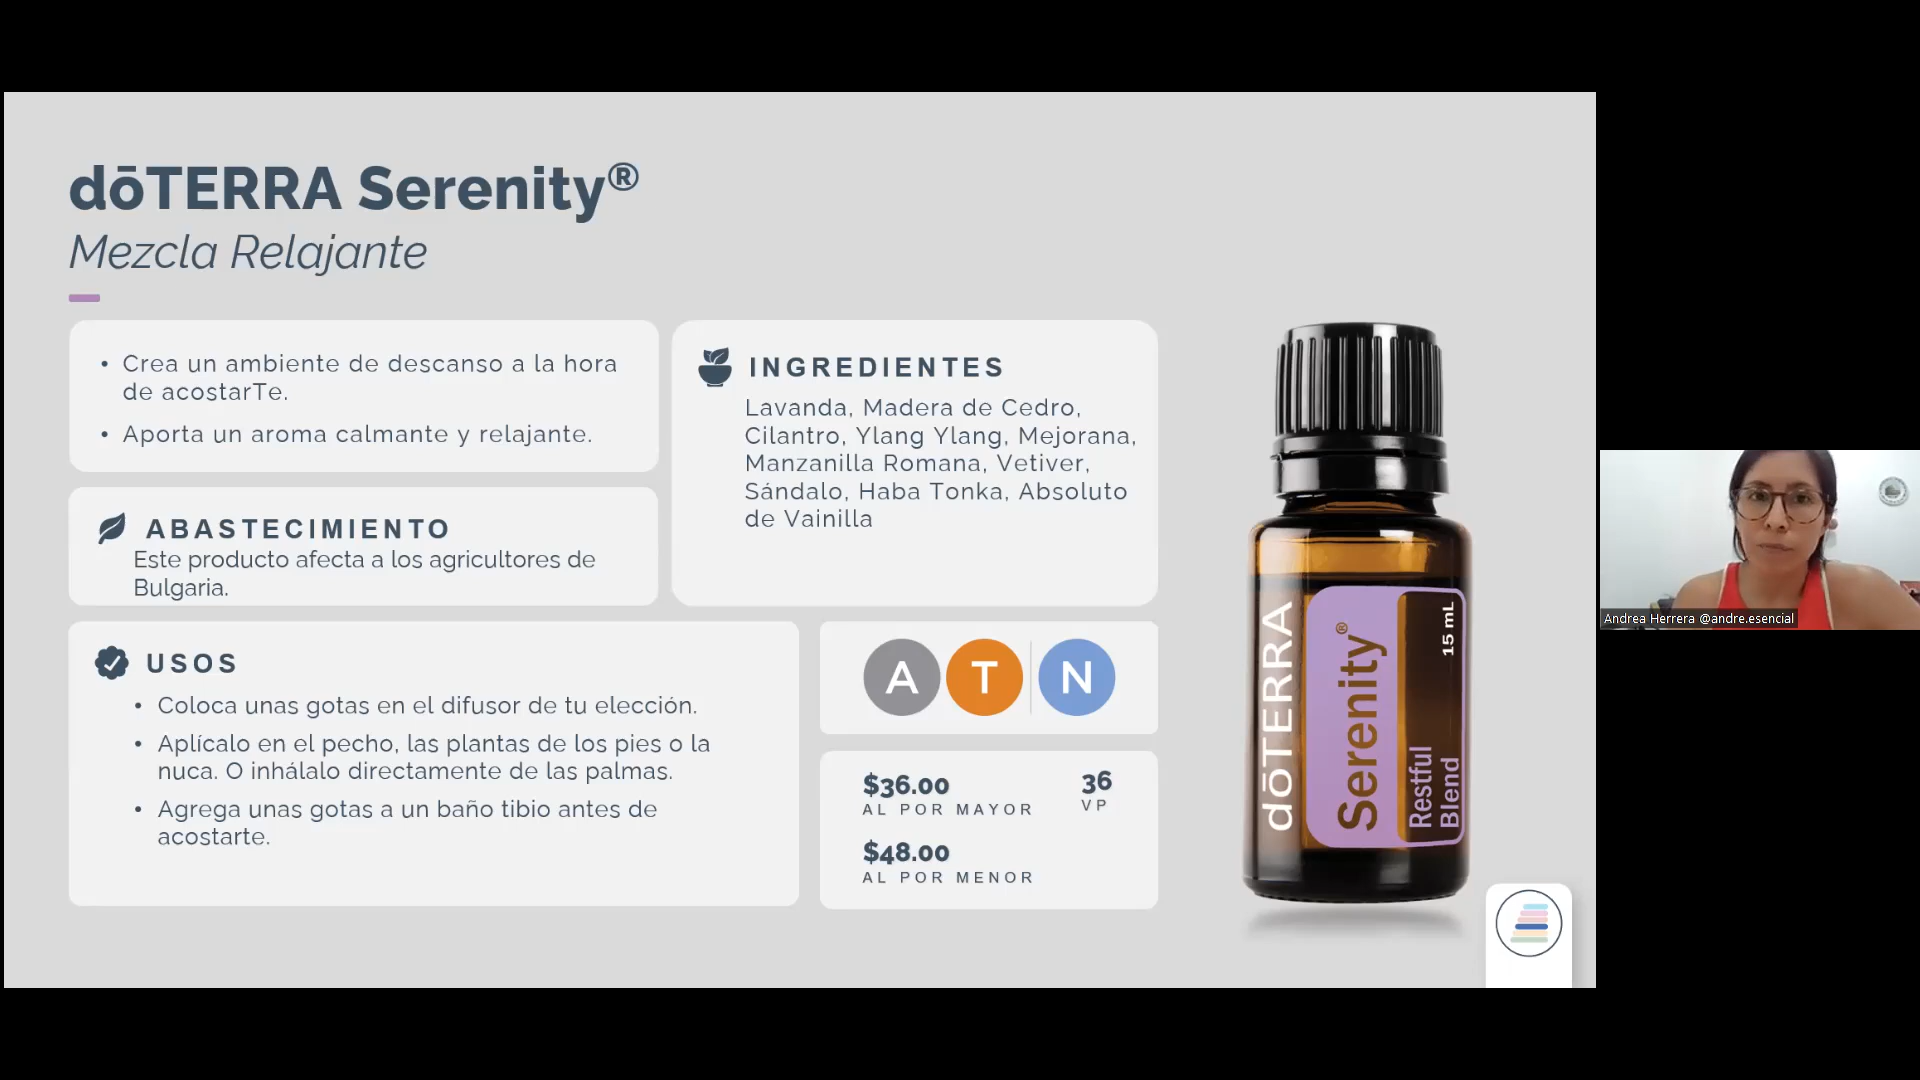 dōTERRA Serenity®
Mezcla Relajante
• Crea un ambiente de descanso a la hora
de acostarTe.
• Aporta un aroma calmante y relajante.
ABASTECIMIENTO
Este producto afecta a los agricultores de
Bulgaria.
INGREDIENTES
Lavanda, Madera de Cedro,
Cilantro, Ylang Ylang, Mejorana,
Manzanilla Romana, Vetiver,
Sándalo, Haba Tonka, Absoluto
de Vainilla
USOS
• Coloca unas gotas en el difusor de tu elección.
• Aplícalo en el pecho, las plantas de los pies o la
nuca. O inhálalo directamente de las palmas.
• Agrega unas gotas a un baño tibio antes de
acostarte.
A T N
$36.00
AL POR MAYOR
36
VP
$48.00
AL POR MENOR
dōTERRA
Serenity®
Restful
Blend
15 mL
Andrea Herrera @andre.esencial